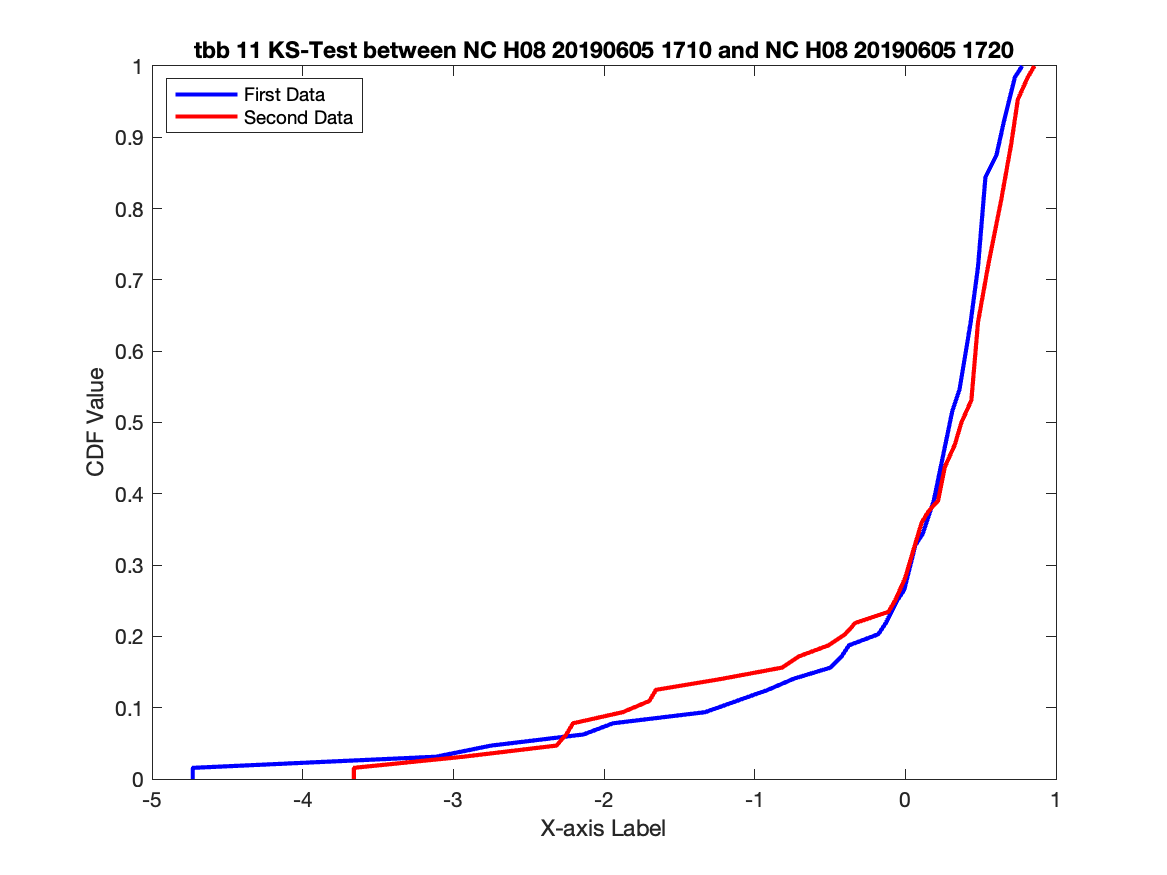 tbb 11 KS-Test between NC H08 20190605 1710 and NC H08 20190605 1720
First Data
Second Data
1
0.9
0.8
0.7
0.6
0.5
0.4
0.3
0.2
0.1
0
CDF Value
-5 -4 -3 -2 -1 0 1
X-axis Label